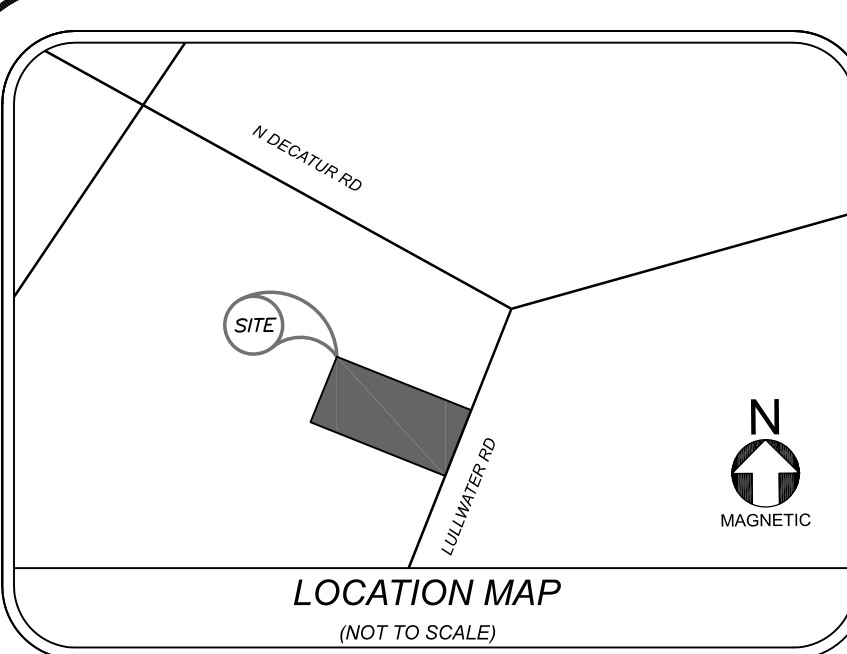 N DECATUR RD
SITE
LULLWATER RD
N
MAGNETIC
LOCATION MAP
(NOT TO SCALE)